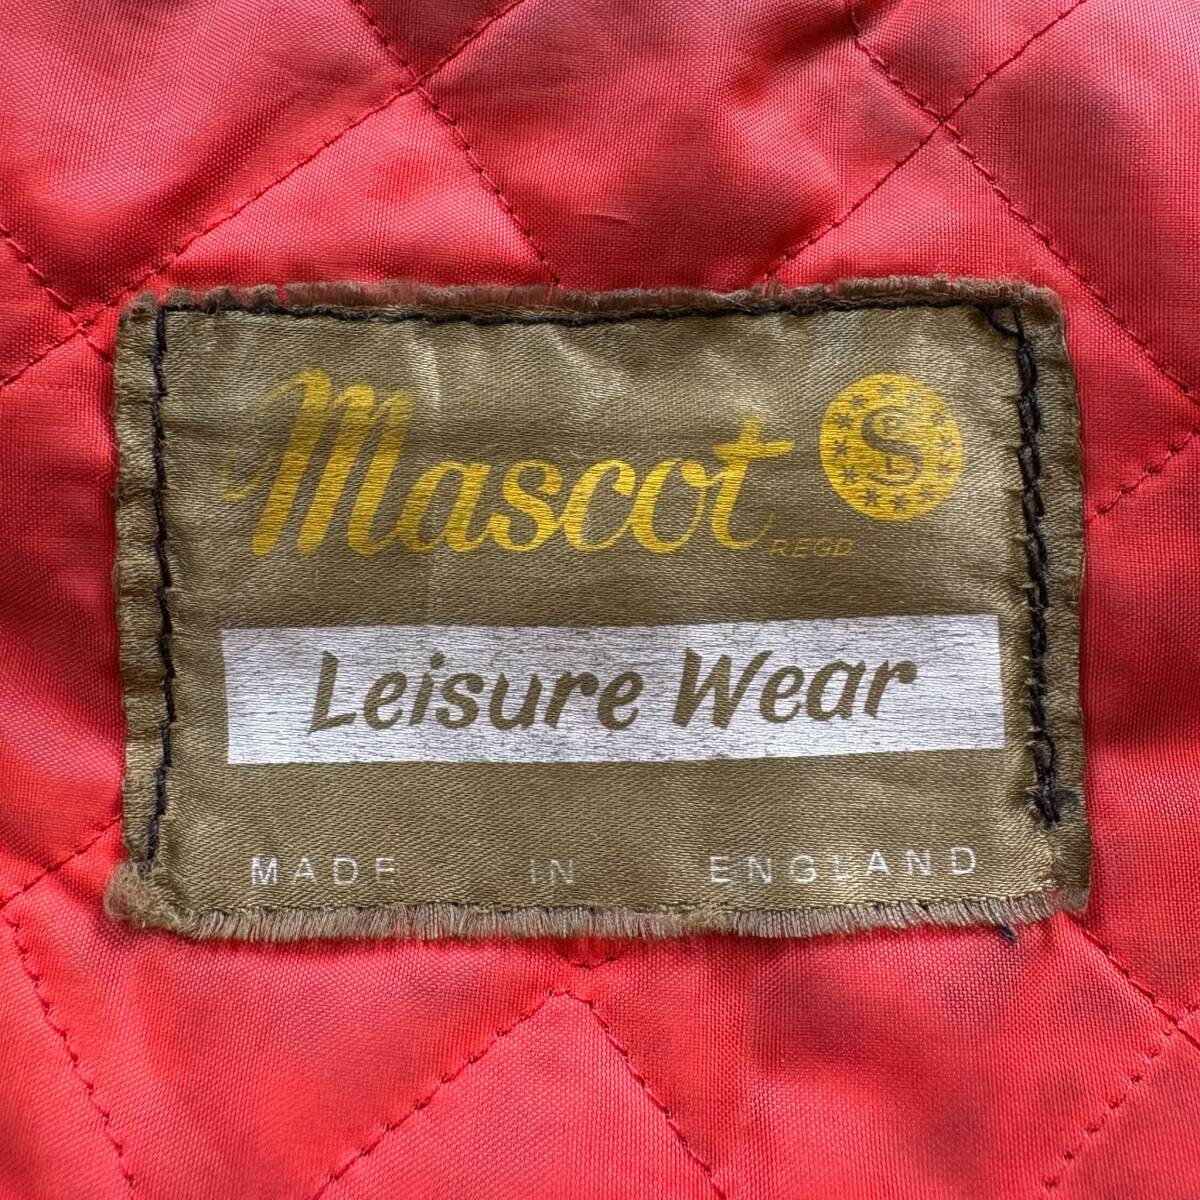 Mascot S
REGD.
Leisure Wear
MADE IN ENGLAND